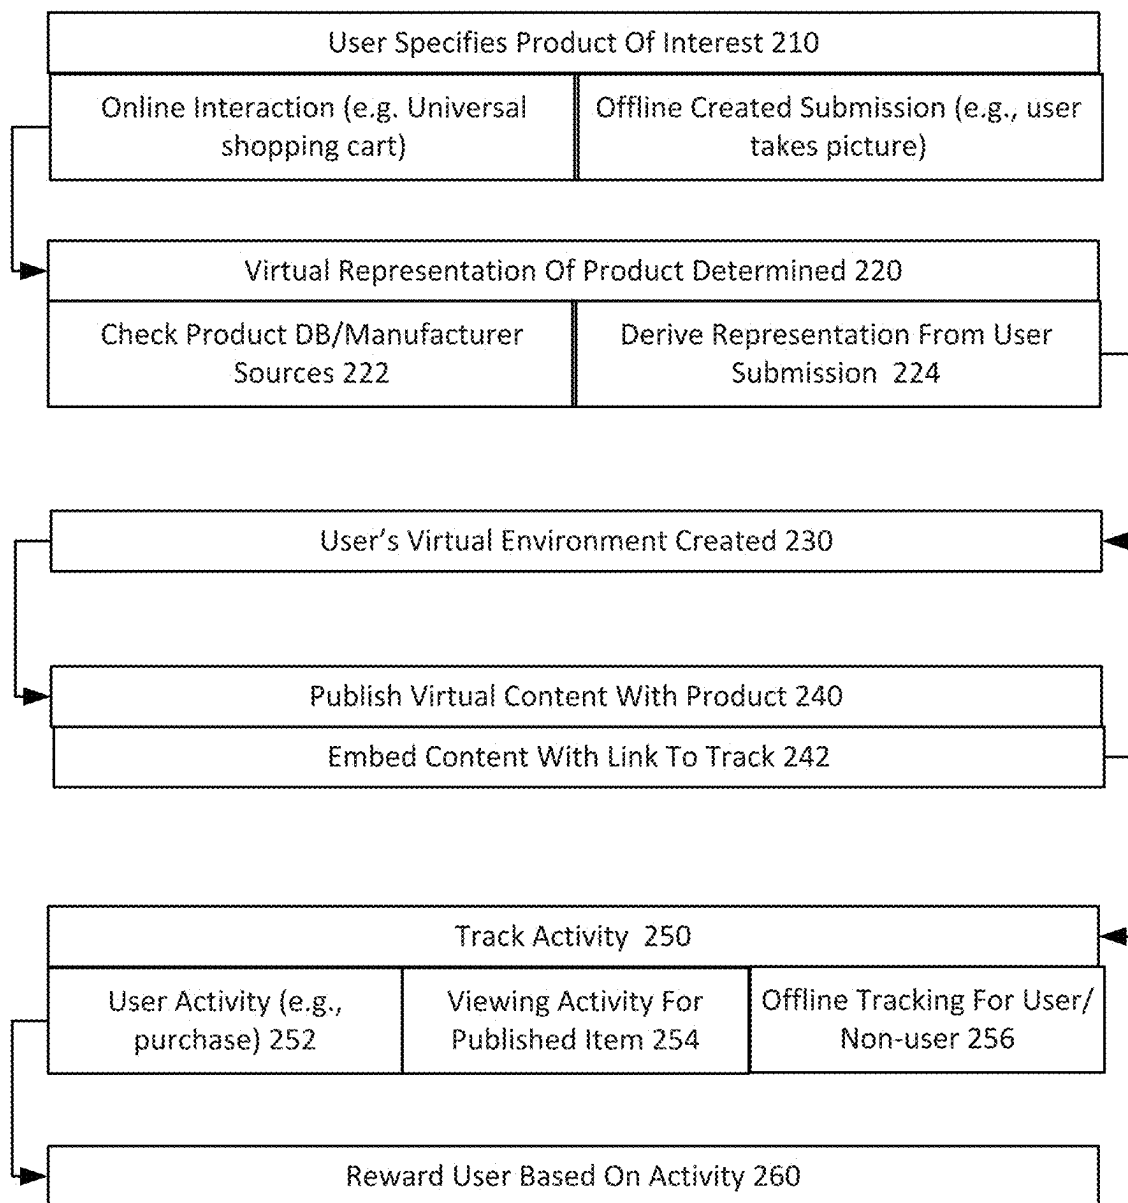 User Specifies Product Of Interest 210
Online Interaction (e.g. Universal
shopping cart)
Offline Created Submission (e.g., user
takes picture)
Virtual Representation Of Product Determined 220
Check Product DB/Manufacturer
Sources 222
Derive Representation From User
Submission 224
User's Virtual Environment Created 230
Publish Virtual Content With Product 240
Embed Content With Link To Track 242
Track Activity 250
User Activity (e.g.,
purchase) 252
Viewing Activity For
Published Item 254
Offline Tracking For User/
Non-user 256
Reward User Based On Activity 260